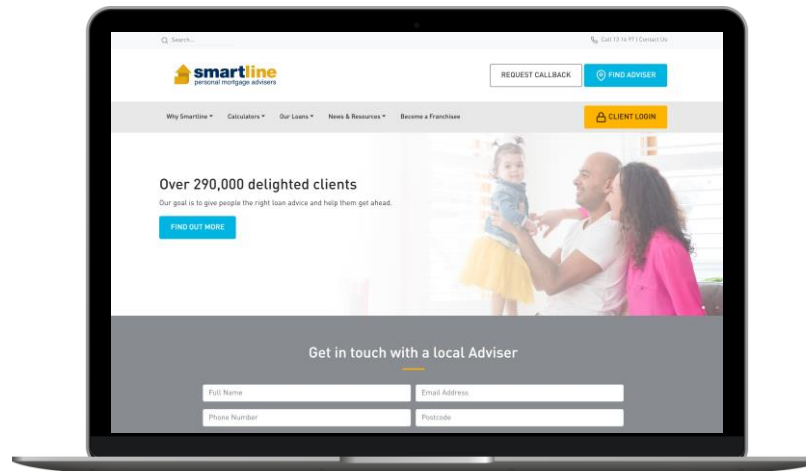 Search...
Call 13 14 97 | Contact Us
smartline
personal mortgage advisers
REQUEST CALLBACK
FIND ADVISER
Why Smartline
Calculators
Our Loans
News & Resources
Become a Franchisee
CLIENT LOGIN
Over 290,000 delighted clients
Our goal is to give people the right loan advice and help them get ahead.
FIND OUT MORE
Get in touch with a local Adviser
Full Name
Email Address
Phone Number
Postcode